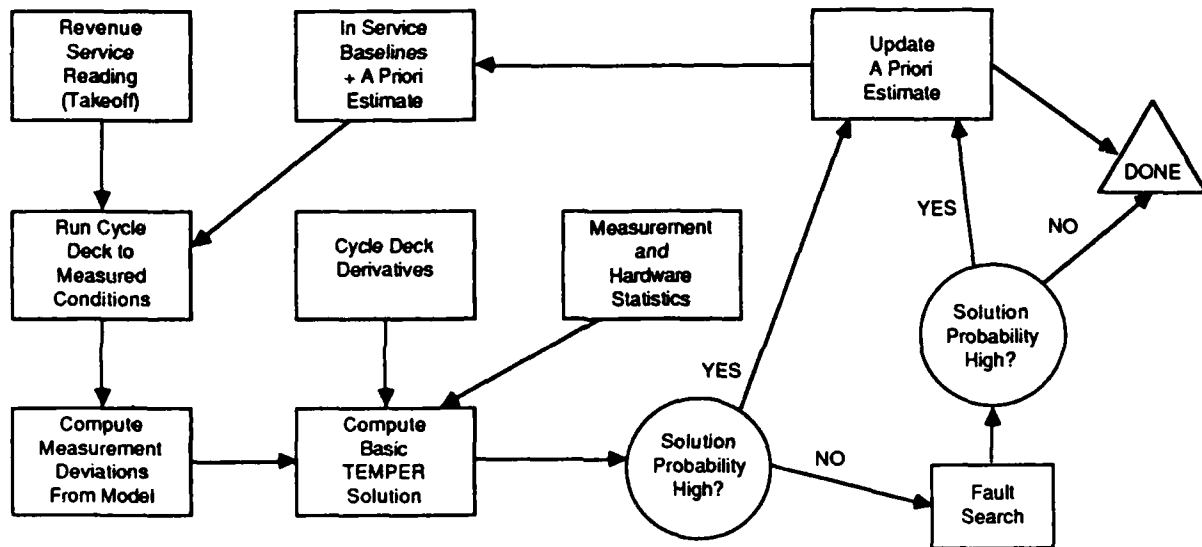 Revenue
Service
Reading
(Takeoff)
In Service
Baselines
+ A Priori
Estimate
Update
A Priori
Estimate
DONE
Run Cycle
Deck to
Measured
Conditions
Cycle Deck
Derivatives
Measurement
and
Hardware
Statistics
YES
NO
Solution
Probability
High?
YES
Compute
Measurement
Deviations
From Model
Compute
Basic
TEMPER
Solution
Solution
Probability
High?
NO
Fault
Search